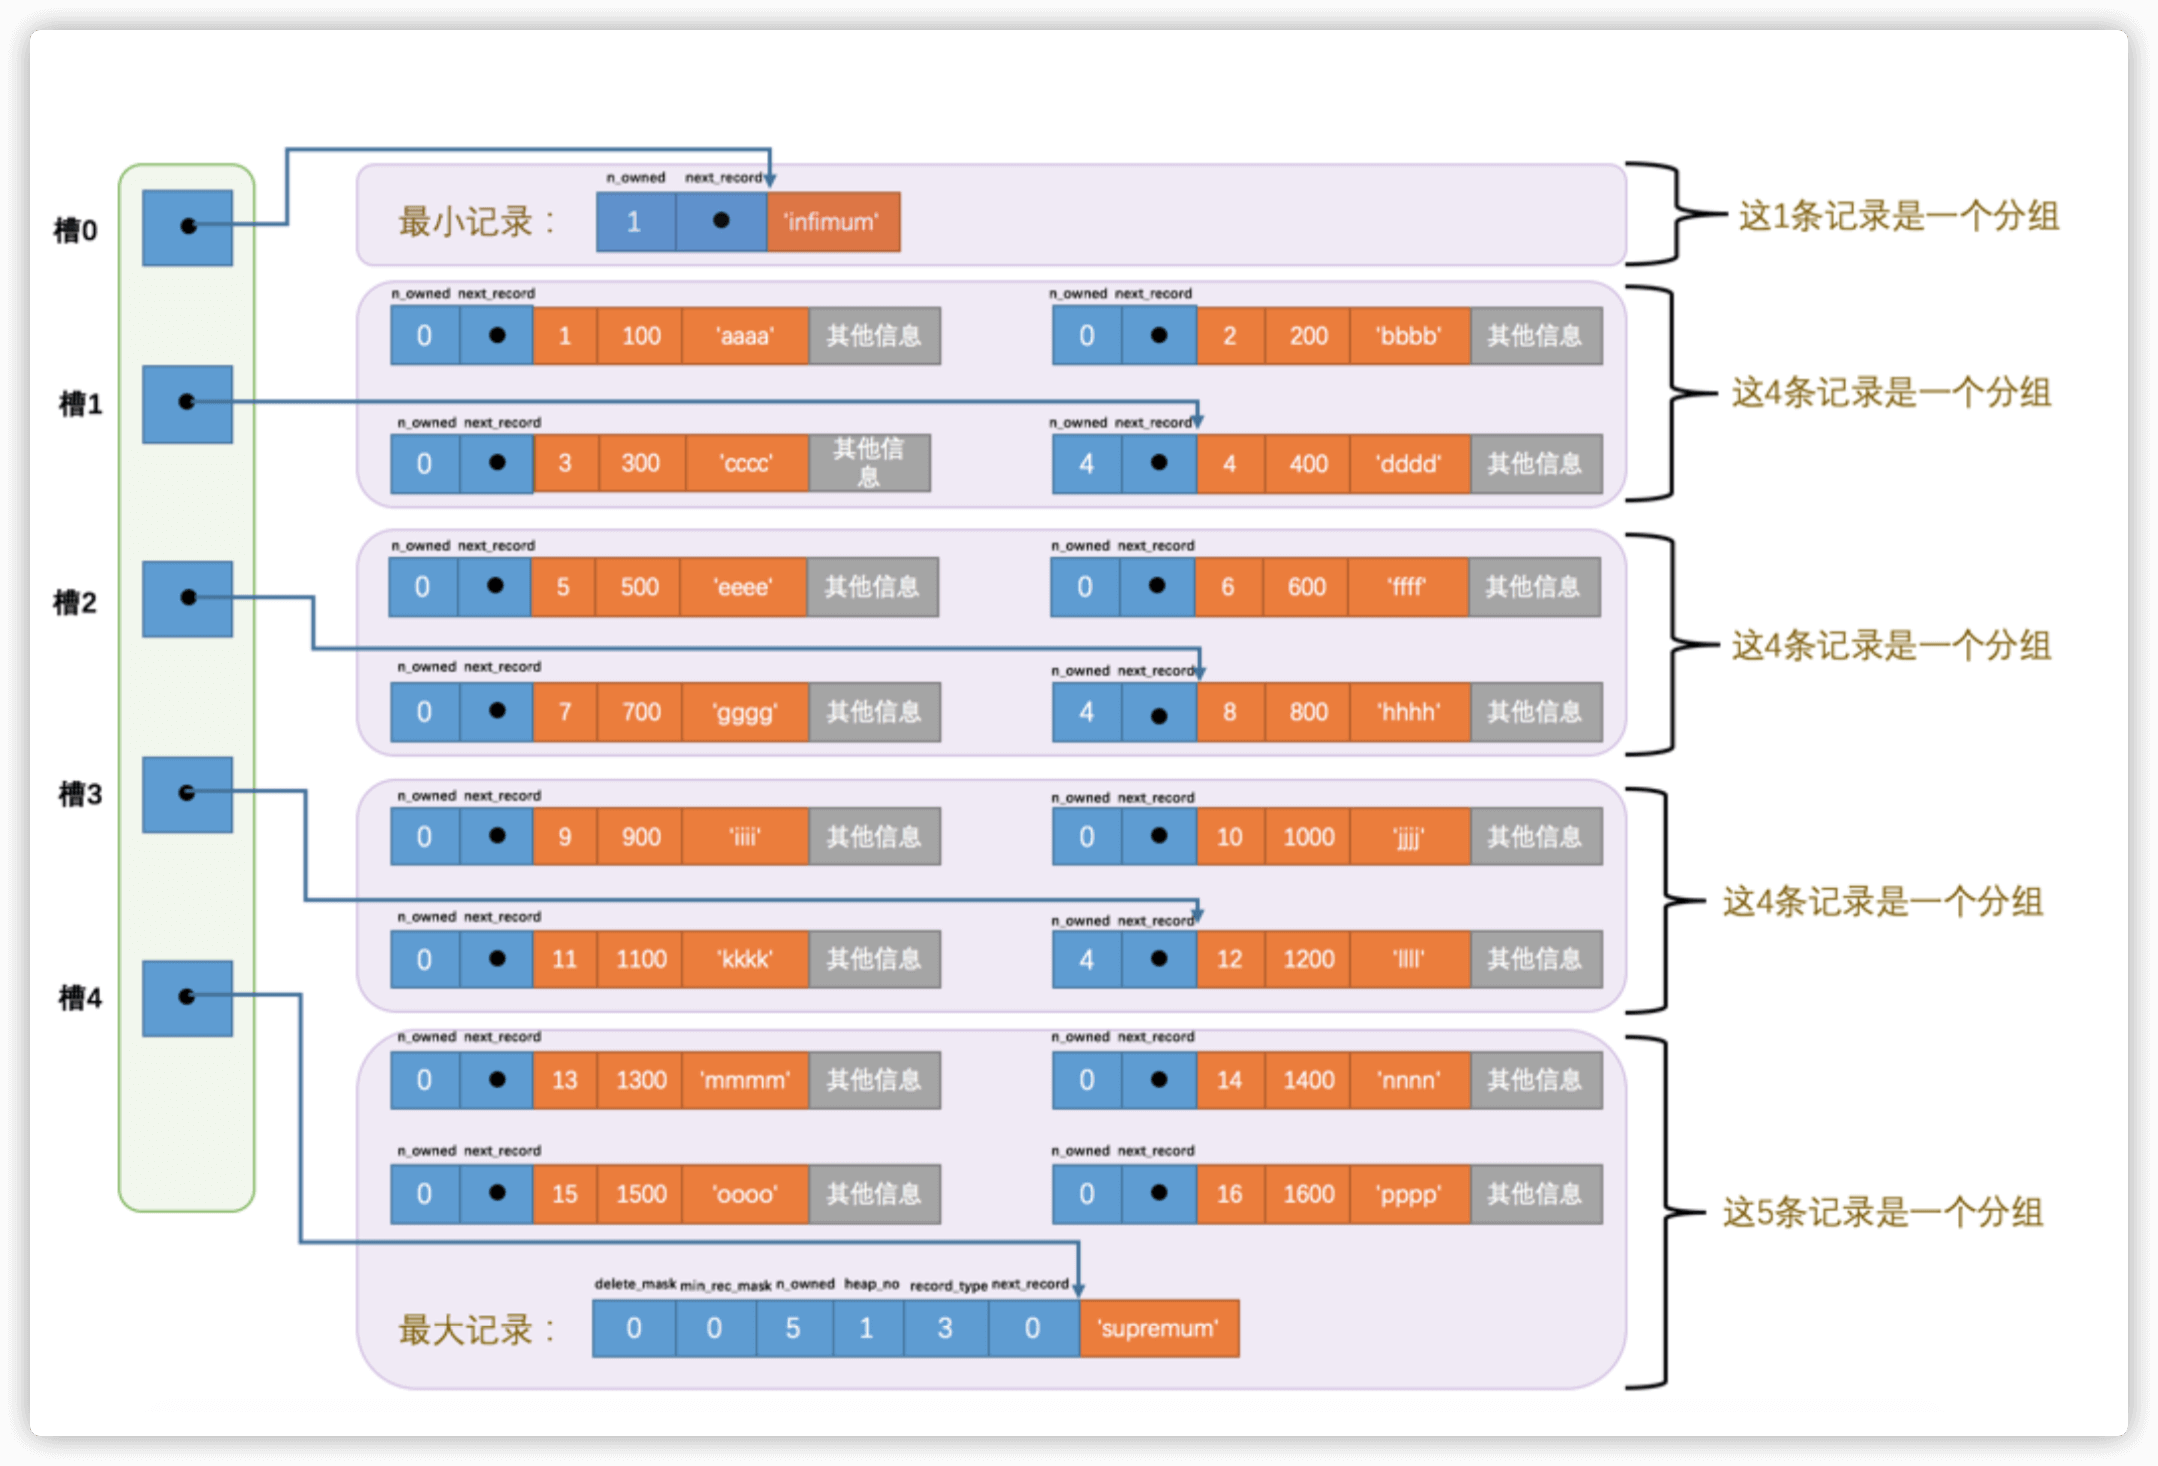 槽0
n_owned next_record
最小记录： 1 'infimum'
这1条记录是一个分组
n_owned next_record n_owned next_record
0 1 100 'aaaa' 其他信息 0 2 200 'bbbb' 其他信息
槽1
这4条记录是一个分组
n_owned next_record n_owned next_record
0 3 300 'cccc' 其他信息 4 4 400 'dddd' 其他信息
n_owned next_record n_owned next_record
0 5 500 'eeee' 其他信息 0 6 600 'ffff' 其他信息
槽2
这4条记录是一个分组
n_owned next_record n_owned next_record
0 7 700 'gggg' 其他信息 4 8 800 'hhhh' 其他信息
槽3
n_owned next_record n_owned next_record
0 9 900 'iiii' 其他信息 0 10 1000 'jjjj' 其他信息
这4条记录是一个分组
n_owned next_record n_owned next_record
0 11 1100 'kkkk' 其他信息 4 12 1200 'llll' 其他信息
槽4
n_owned next_record n_owned next_record
0 13 1300 'mmmm' 其他信息 0 14 1400 'nnnn' 其他信息
n_owned next_record n_owned next_record
0 15 1500 'oooo' 其他信息 0 16 1600 'pppp' 其他信息
这5条记录是一个分组
delete_mask min_rec_mask n_owned heap_no record_type next_record
最大记录： 0 0 5 1 3 0 'supremum'